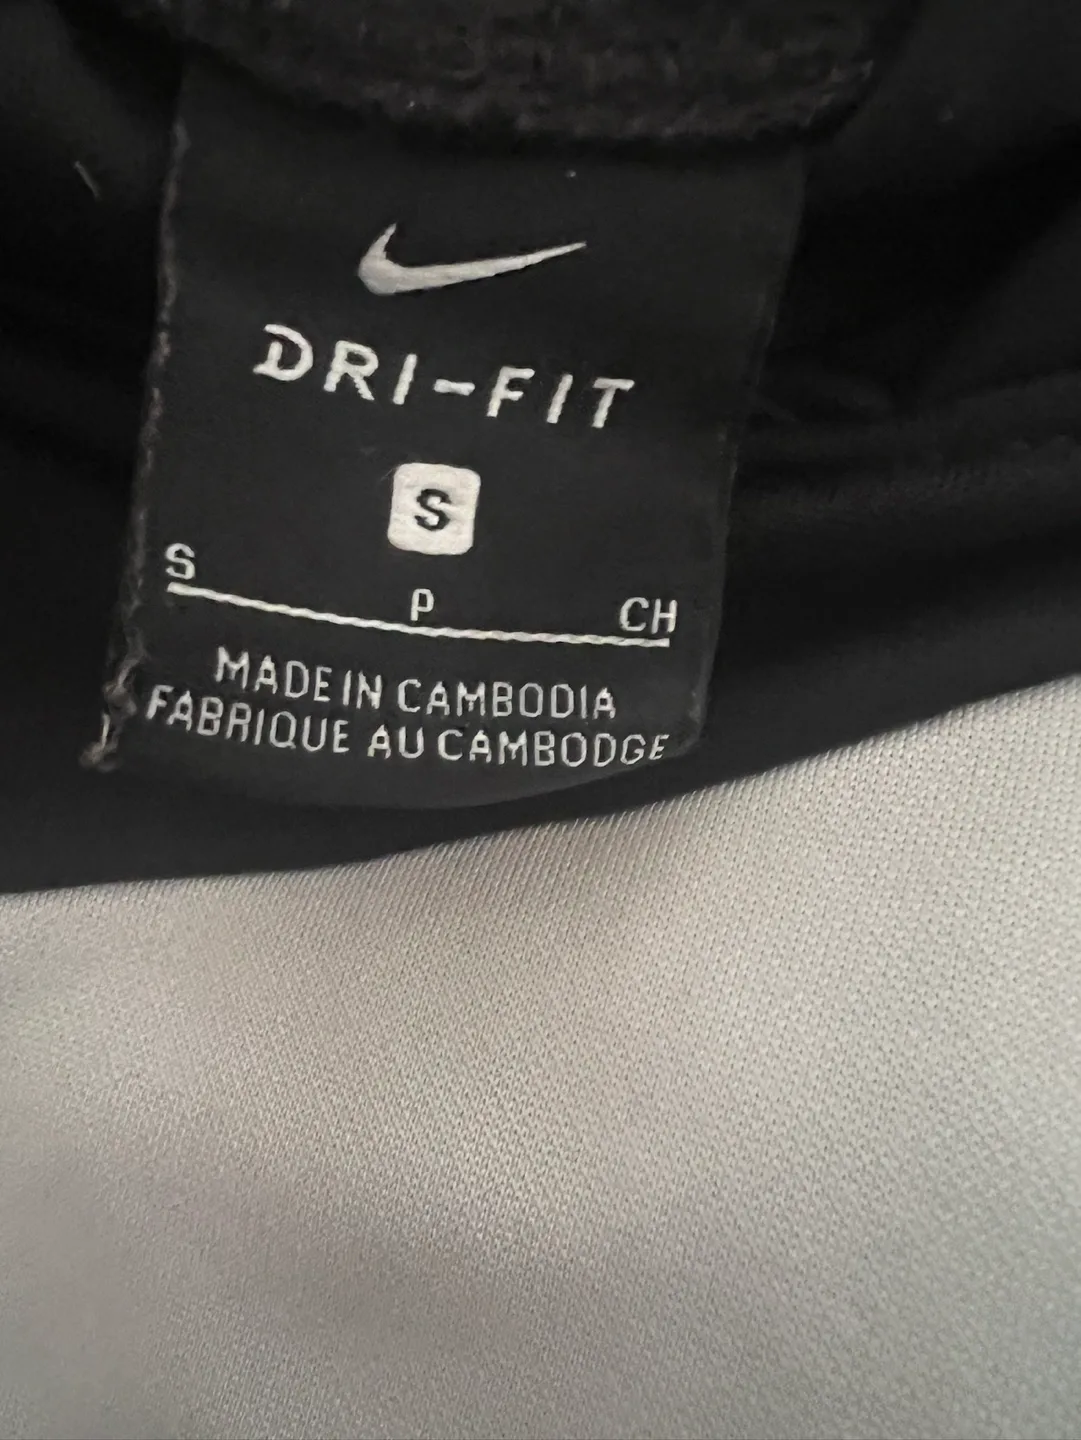 DRI-FIT
S
S P CH
MADE IN CAMBODIA
FABRIQUE AU CAMBODGE